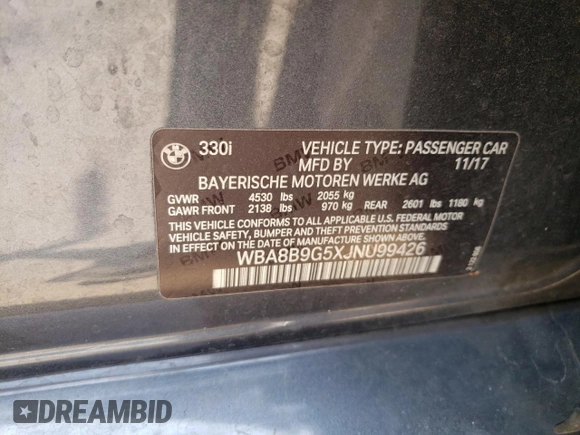 330i VEHICLE TYPE: PASSENGER CAR
MFD BY 11/17
BAYERISCHE MOTOREN WERKE AG
GVWR 4530 lbs 2055 kg
GAWR FRONT 2138 lbs 970 kg REAR 2601 lbs 1180 kg
THIS VEHICLE CONFORMS TO ALL APPLICABLE U.S. FEDERAL MOTOR
VEHICLE SAFETY, BUMPER, AND THEFT PREVENTION STANDARDS
IN EFFECT ON THE DATE OF MANUFACTURE SHOWN ABOVE.
WBA8B9G5XJNU99426
DREAMBID